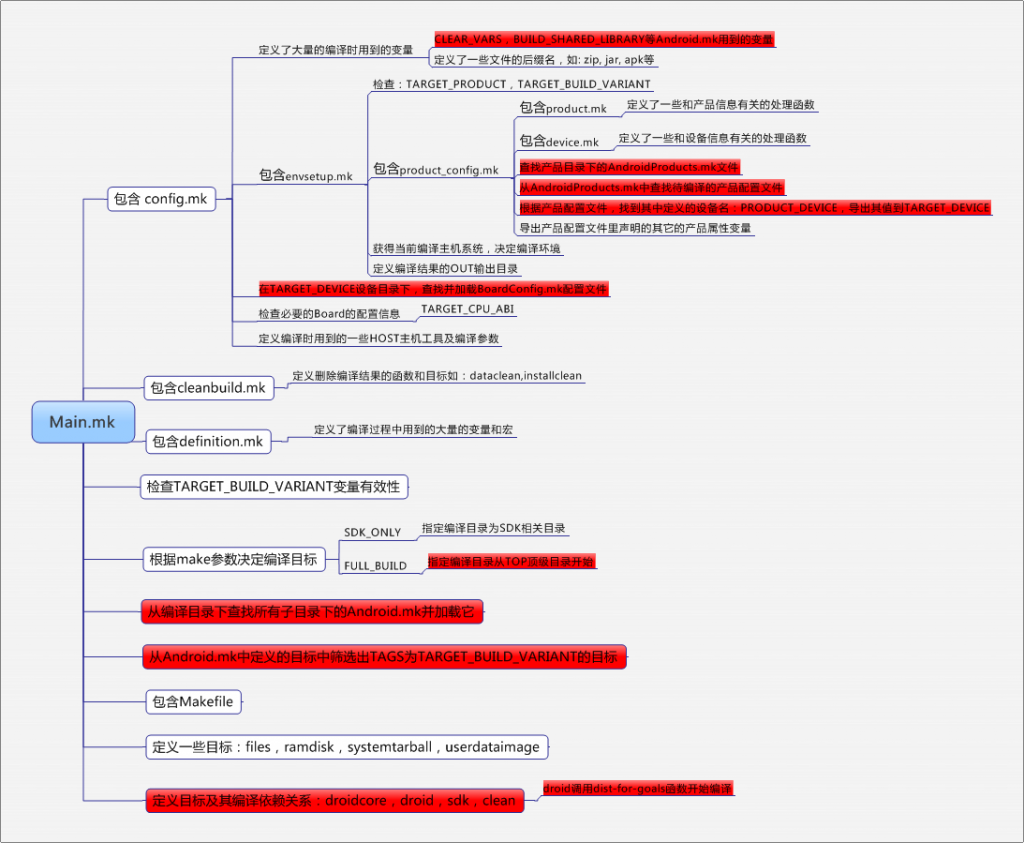 Main.mk
包含 config.mk
定义了大量的编译时用到的变量
CLEAR_VARS，BUILD_SHARED_LIBRARY等Android.mk用到的变量
定义了一些文件的后缀名，如: zip, jar, apk等
包含envsetup.mk
检查：TARGET_PRODUCT，TARGET_BUILD_VARIANT
包含product_config.mk
包含product.mk
定义了一些和产品信息有关的处理函数
包含device.mk
定义了一些和设备信息有关的处理函数
查找产品目录下的AndroidProducts.mk文件
从AndroidProducts.mk中查找待编译的产品配置文件
根据产品配置文件，找到其中定义的设备名：PRODUCT_DEVICE，导出其值到TARGET_DEVICE
导出产品配置文件里声明的其它的产品属性变量
获得当前编译主机系统，决定编译环境
定义编译结果的OUT输出目录
在TARGET_DEVICE设备目录下，查找并加载BoardConfig.mk配置文件
检查必要的Board的配置信息
TARGET_CPU_ABI
定义编译时用到的一些HOST主机工具及编译参数
包含cleanbuild.mk
定义删除编译结果的函数和目标如：dataclean,installclean
包含definition.mk
定义了编译过程中用到的大量的变量和宏
检查TARGET_BUILD_VARIANT变量有效性
根据make参数决定编译目标
SDK_ONLY
指定编译目录为SDK相关目录
FULL_BUILD
指定编译目录从TOP顶级目录开始
从编译目录下查找所有子目录下的Android.mk并加载它
从Android.mk中定义的目标中筛选出TAGS为TARGET_BUILD_VARIANT的目标
包含Makefile
定义一些目标：files，ramdisk，systemtarball，userdataimage
定义目标及其编译依赖关系：droidcore，droid，sdk，clean
droid调用dist-for-goals函数开始编译